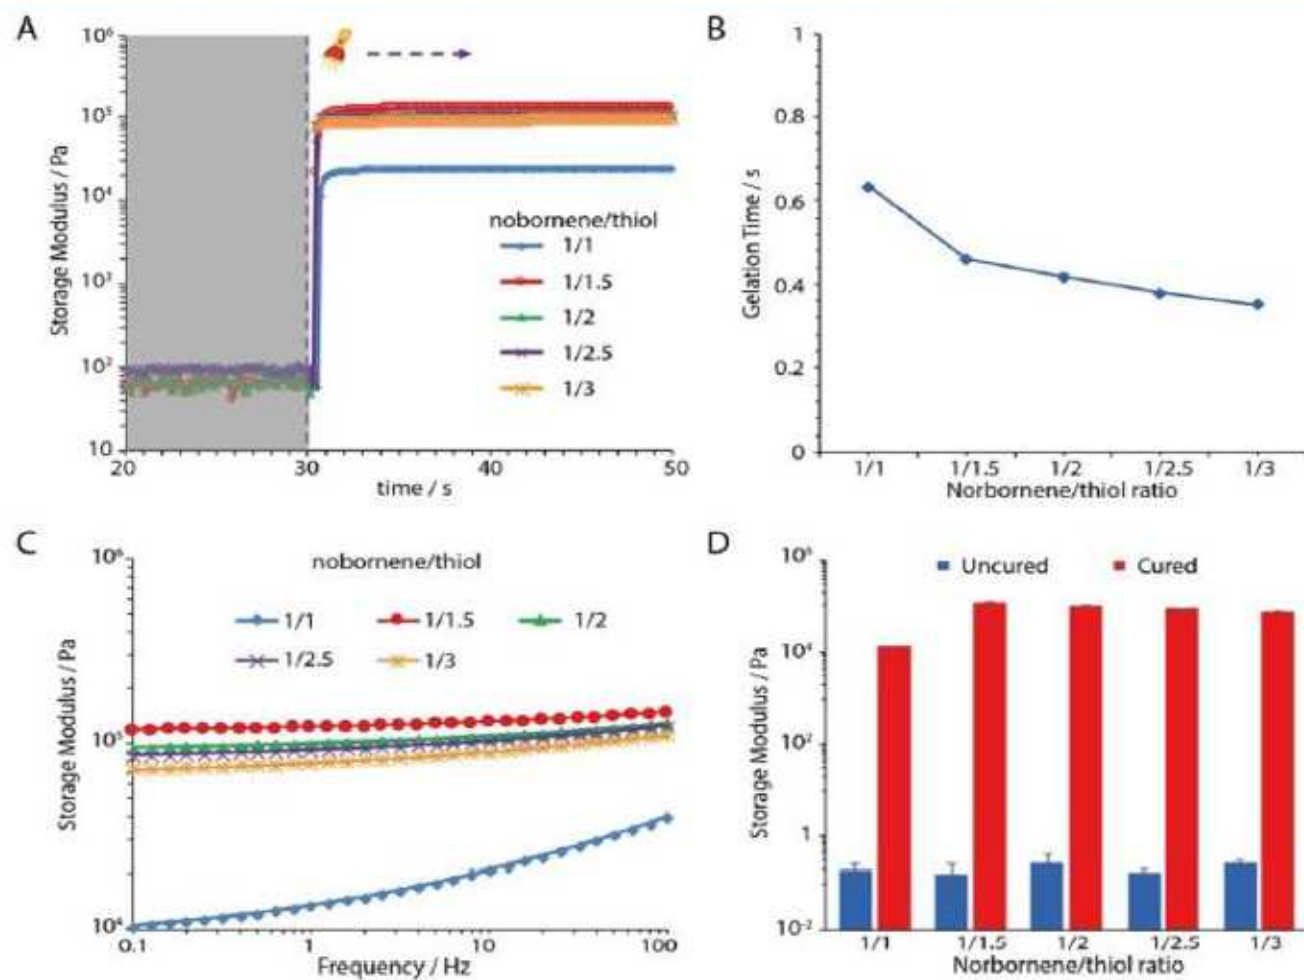 A
10⁶
10⁵
10⁴
10³
10²
10
Storage Modulus / Pa
20
30
40
50
time / s
nobornene/thiol
1/1
1/1.5
1/2
1/2.5
1/3
B
1
0.8
0.6
0.4
0.2
0
Gelation Time / s
1/1
1/1.5
1/2
1/2.5
1/3
Norbornene/thiol ratio
C
nobornene/thiol
1/1 1/1.5 1/2
1/2.5 1/3
10⁶
10⁵
10⁴
Storage Modulus / Pa
0.1
1
10
100
Frequency / Hz
D
Uncured Cured
10⁶
10⁴
10²
1
10⁻²
Storage Modulus / Pa
1/1
1/1.5
1/2
1/2.5
1/3
Norbornene/thiol ratio